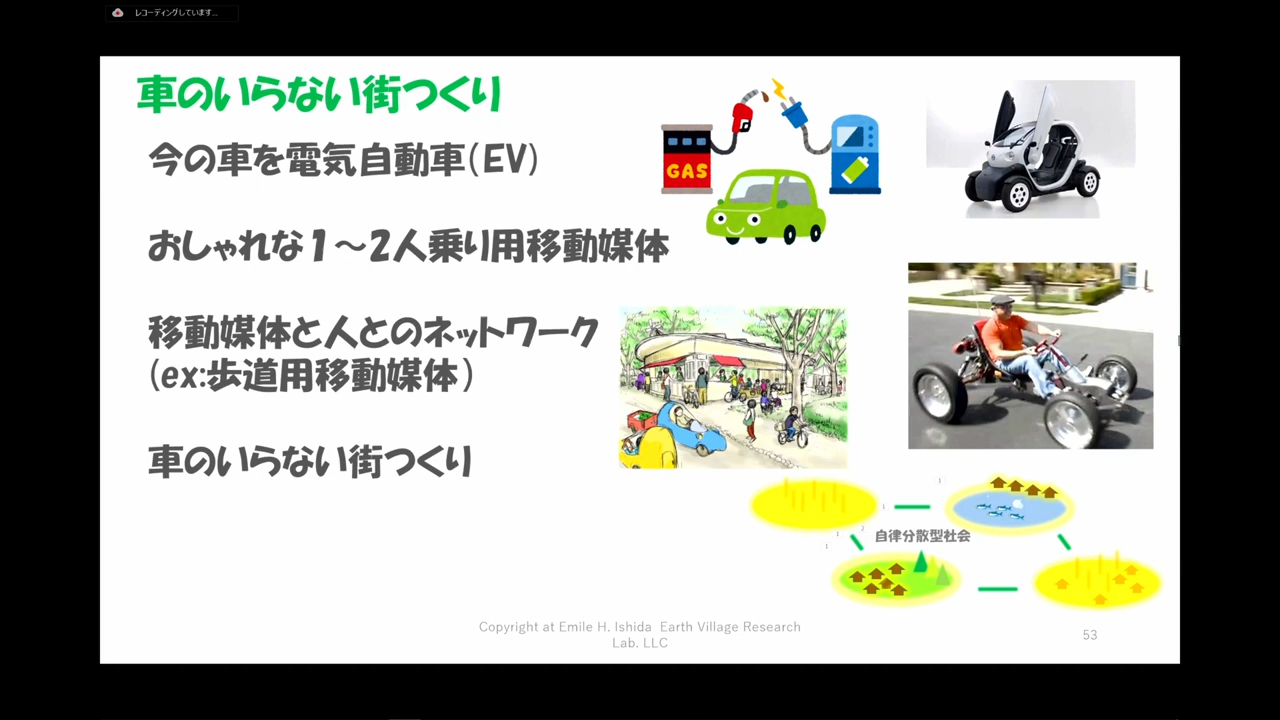 レコーディングしています...
車のいらない街つくり
今の車を電気自動車(EV)
GAS
おしゃれな1~2人乗り用移動媒体
移動媒体と人とのネットワーク
(ex:歩道用移動媒体)
車のいらない街つくり
1
1
1
2
1
自律分散型社会
Copyright at Emile H. Ishida Earth Village Research
Lab. LLC
53